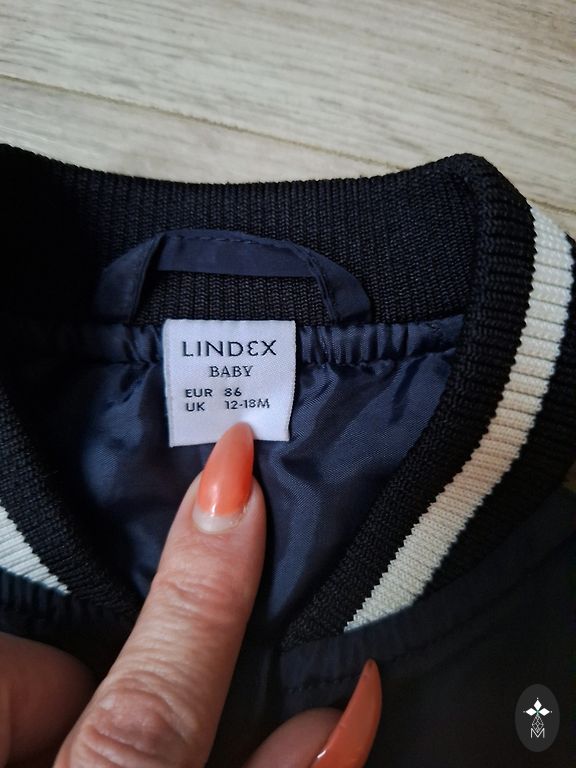 LINDEX
BABY
EUR 86
UK 12-18M
M